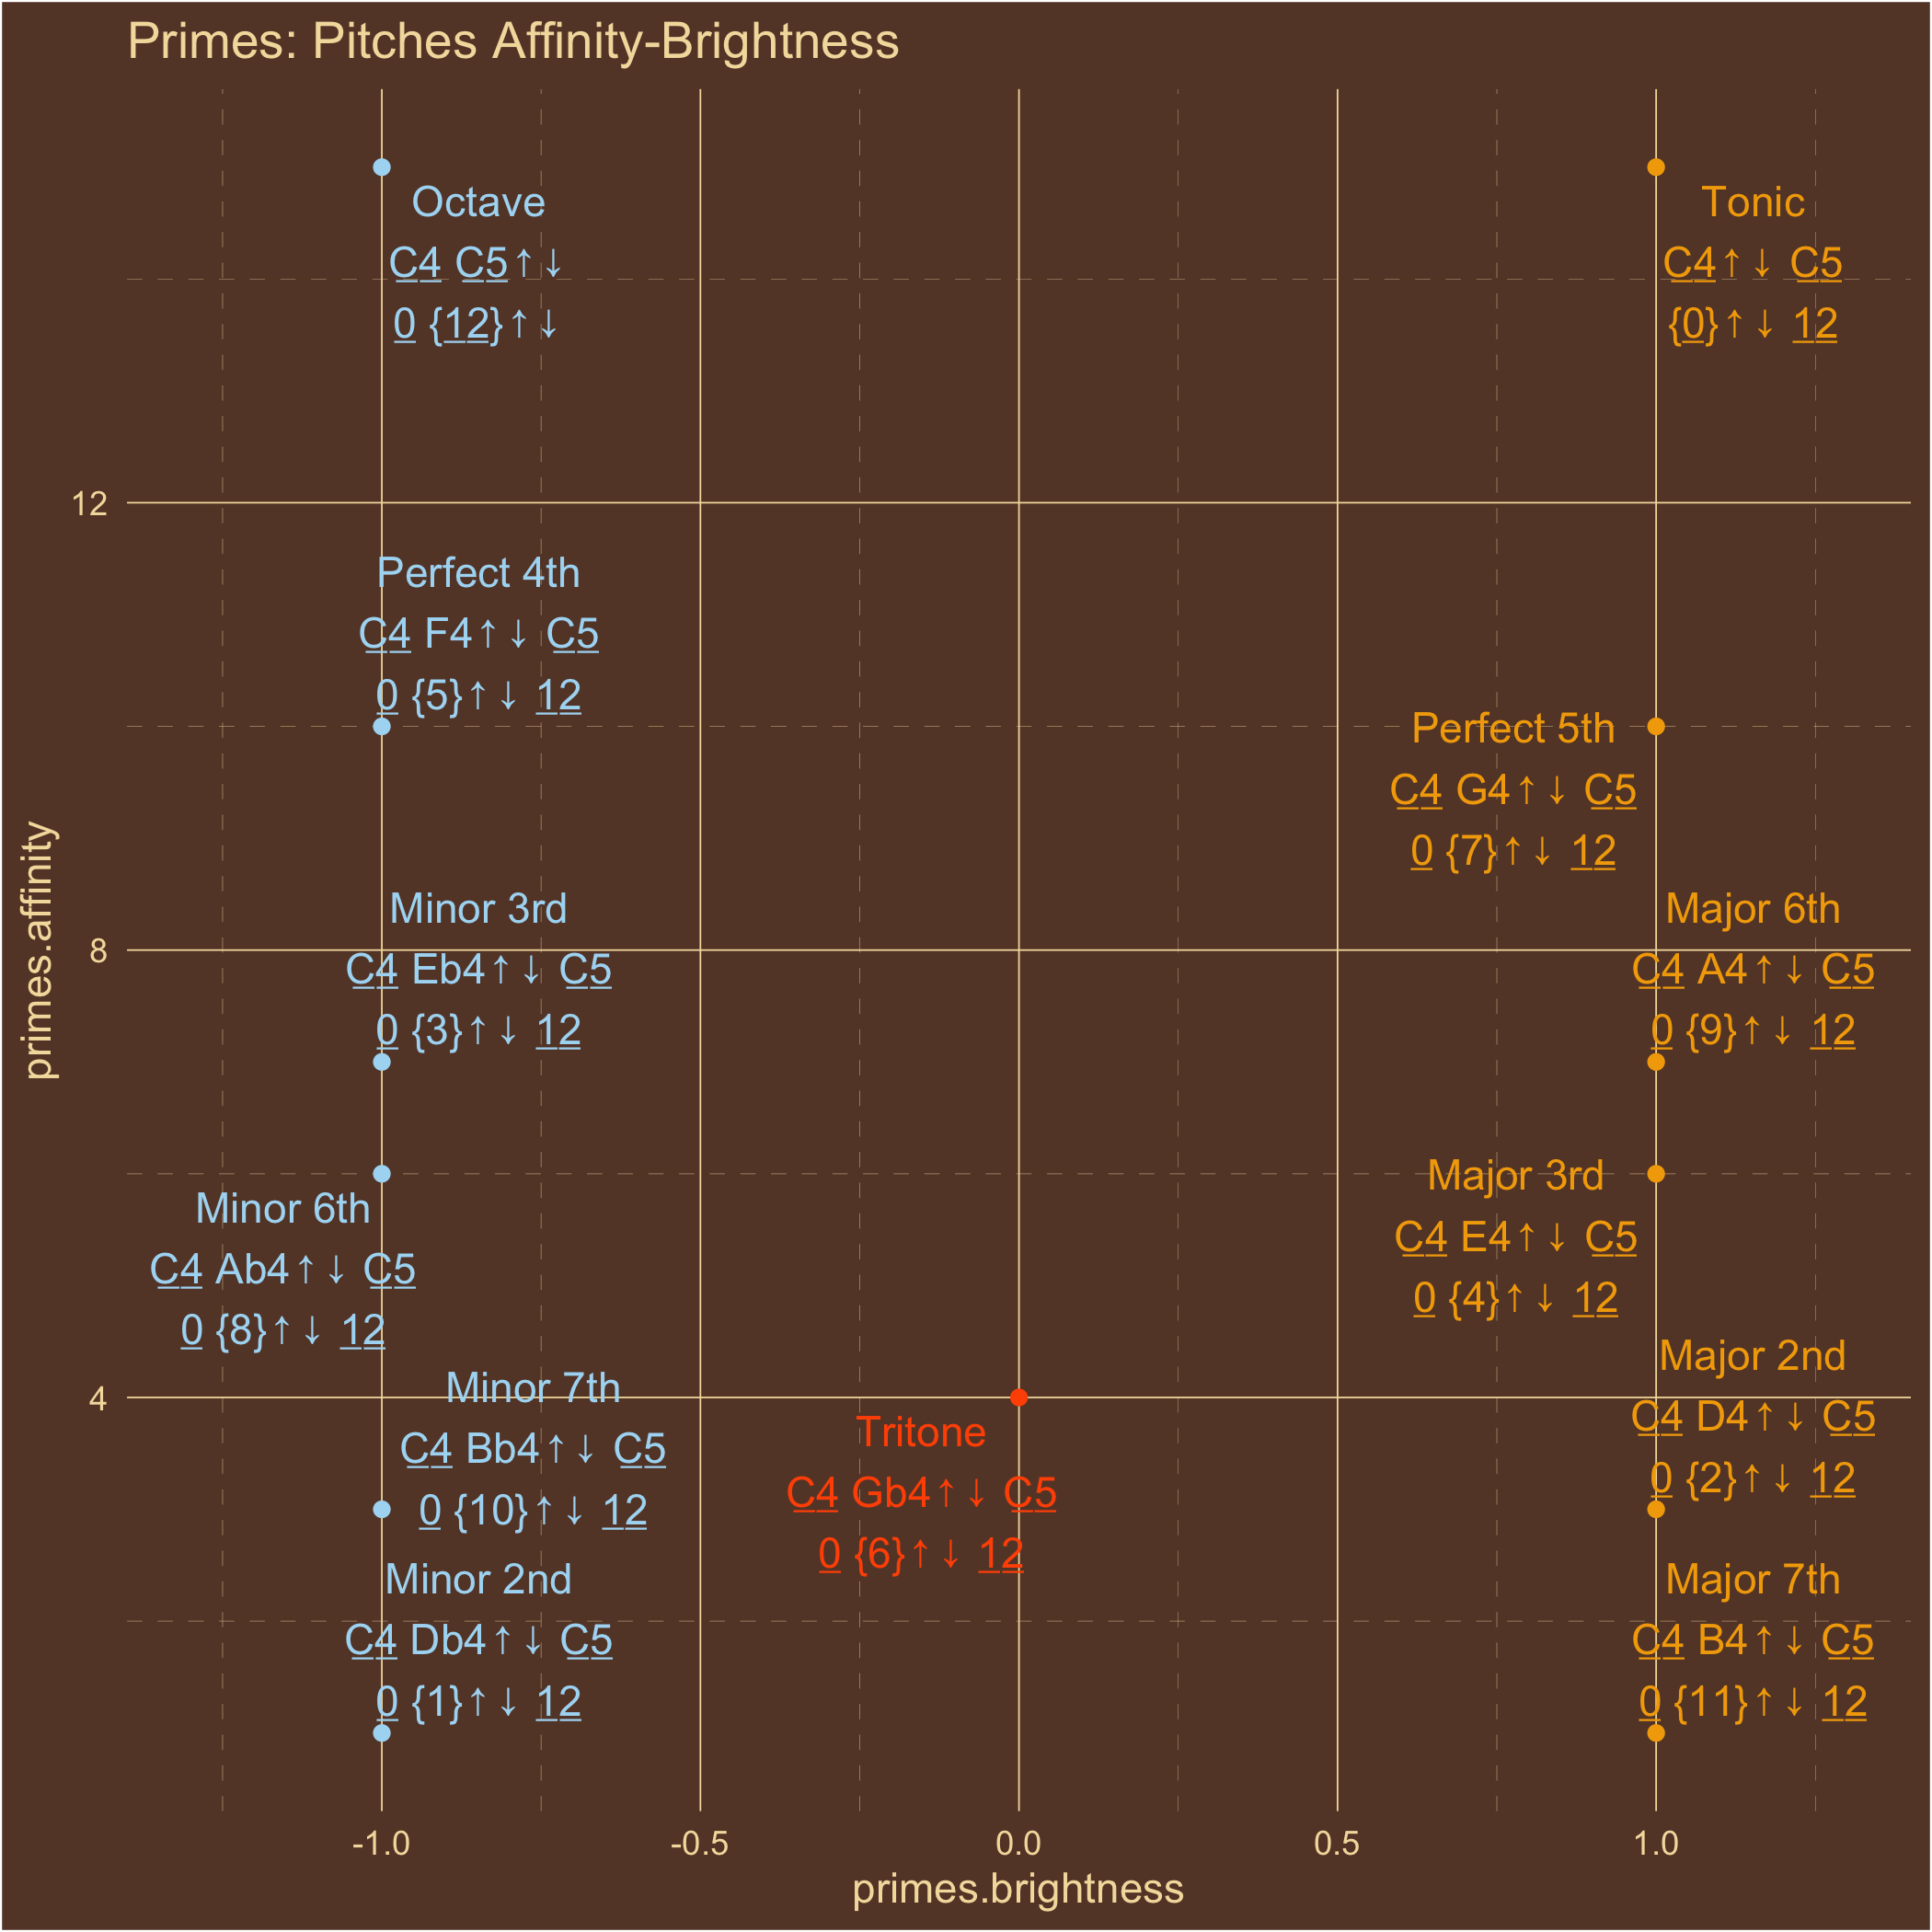 Primes: Pitches Affinity-Brightness
Octave
C4 C5↑↓
0 {12}↑↓
Tonic
C4↑↓ C5
{0}↑↓ 12
12
Perfect 4th
C4 F4↑↓ C5
0 {5}↑↓ 12
Perfect 5th
C4 G4↑↓ C5
0 {7}↑↓ 12
primes.affinity
8
Minor 3rd
C4 Eb4↑↓ C5
0 {3}↑↓ 12
Major 6th
C4 A4↑↓ C5
0 {9}↑↓ 12
Minor 6th
C4 Ab4↑↓ C5
0 {8}↑↓ 12
Major 3rd
C4 E4↑↓ C5
0 {4}↑↓ 12
4
Minor 7th
C4 Bb4↑↓ C5
0 {10}↑↓ 12
Tritone
C4 Gb4↑↓ C5
0 {6}↑↓ 12
Major 2nd
C4 D4↑↓ C5
0 {2}↑↓ 12
Minor 2nd
C4 Db4↑↓ C5
0 {1}↑↓ 12
Major 7th
C4 B4↑↓ C5
0 {11}↑↓ 12
-1.0 -0.5 0.0 0.5 1.0
primes.brightness